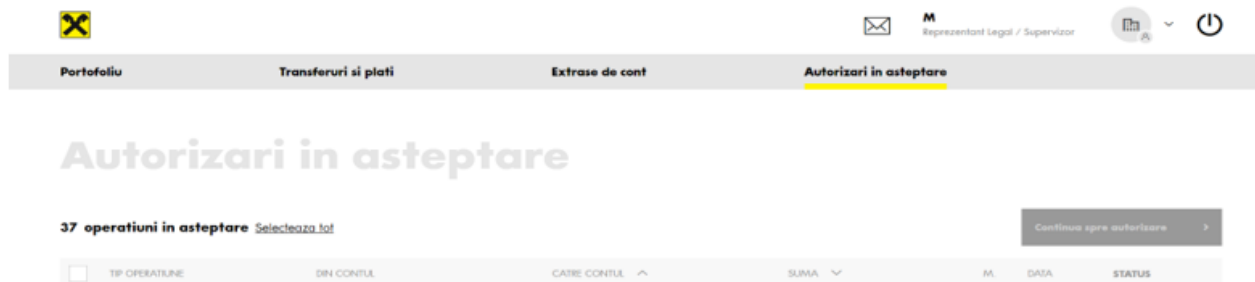 M
Reprezentant Legal / Supervizor
Portofoliu Transferuri si plati Extrase de cont Autorizari in asteptare
Autorizari in asteptare
37 operatiuni in asteptare Selecteaza tot
Continua spre autorizare >
TIP OPERATIUNE DIN CONTUL CATRE CONTUL SUMA M. DATA STATUS